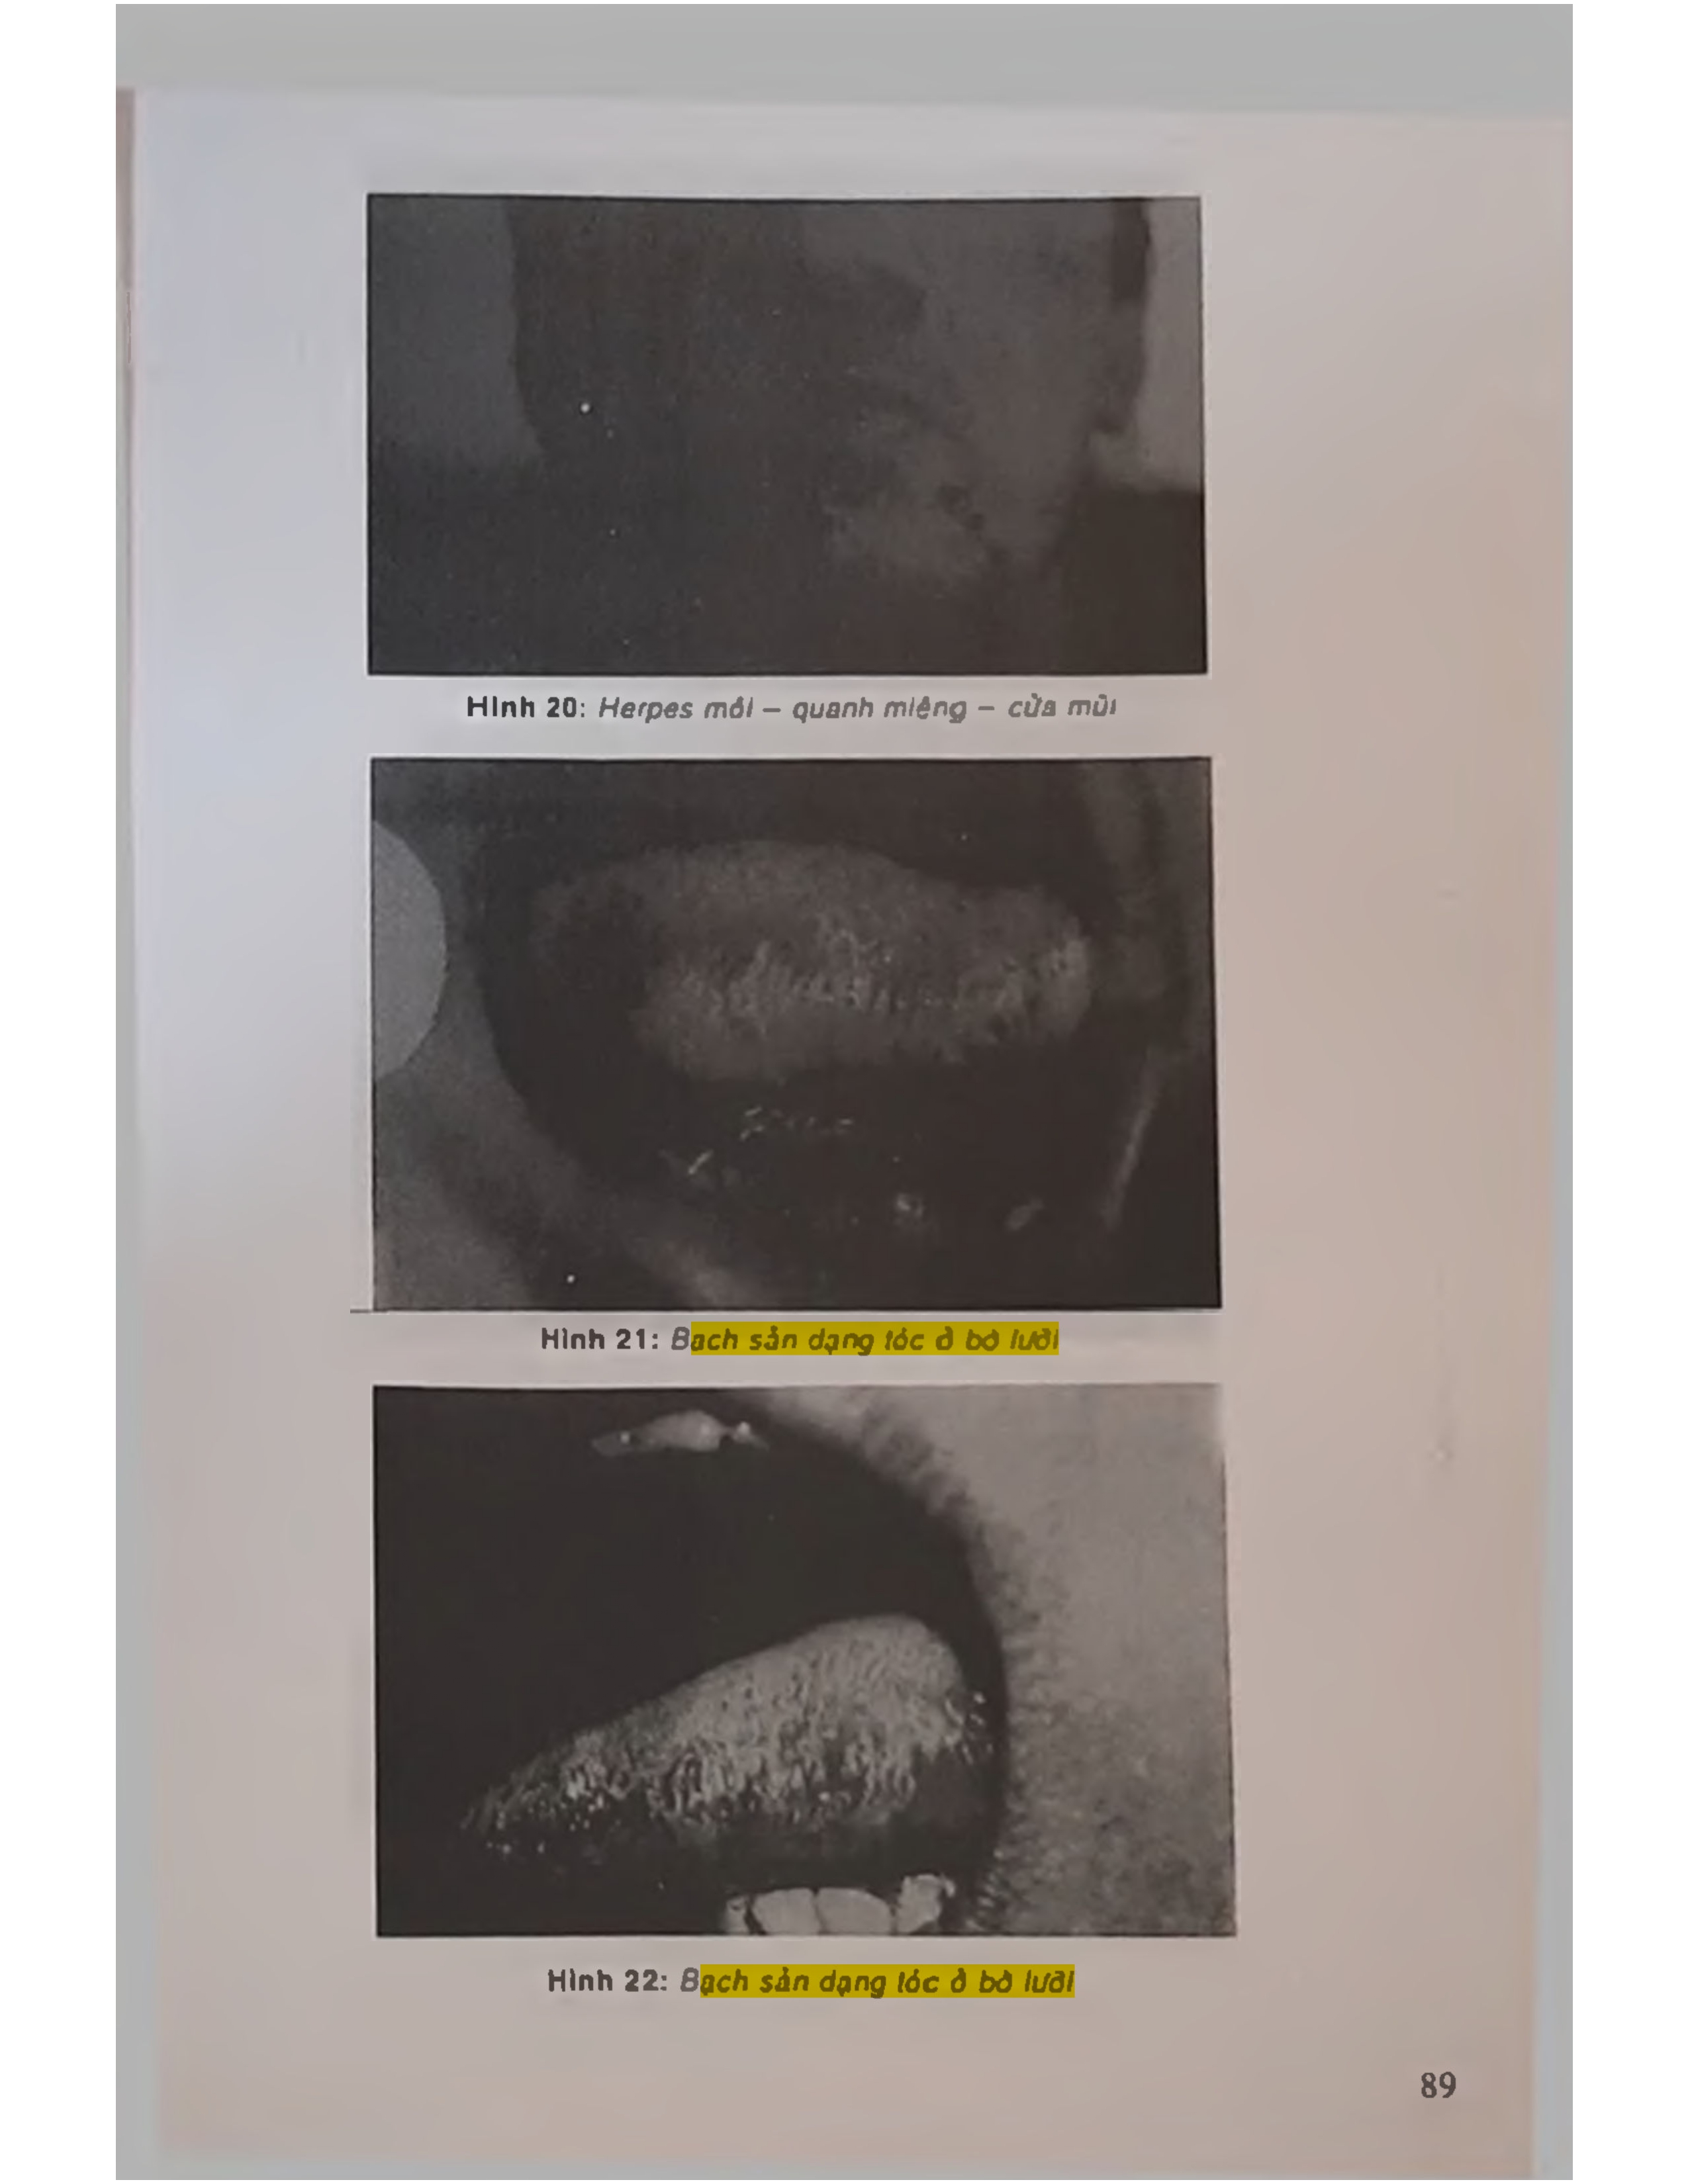 Hình 20: Herpes môi – quanh miệng – cửa mũi
Hình 21: Bạch sản dạng tóc ở bờ lưỡi
Hình 22: Bạch sản dạng tóc ở bờ lưỡi
89